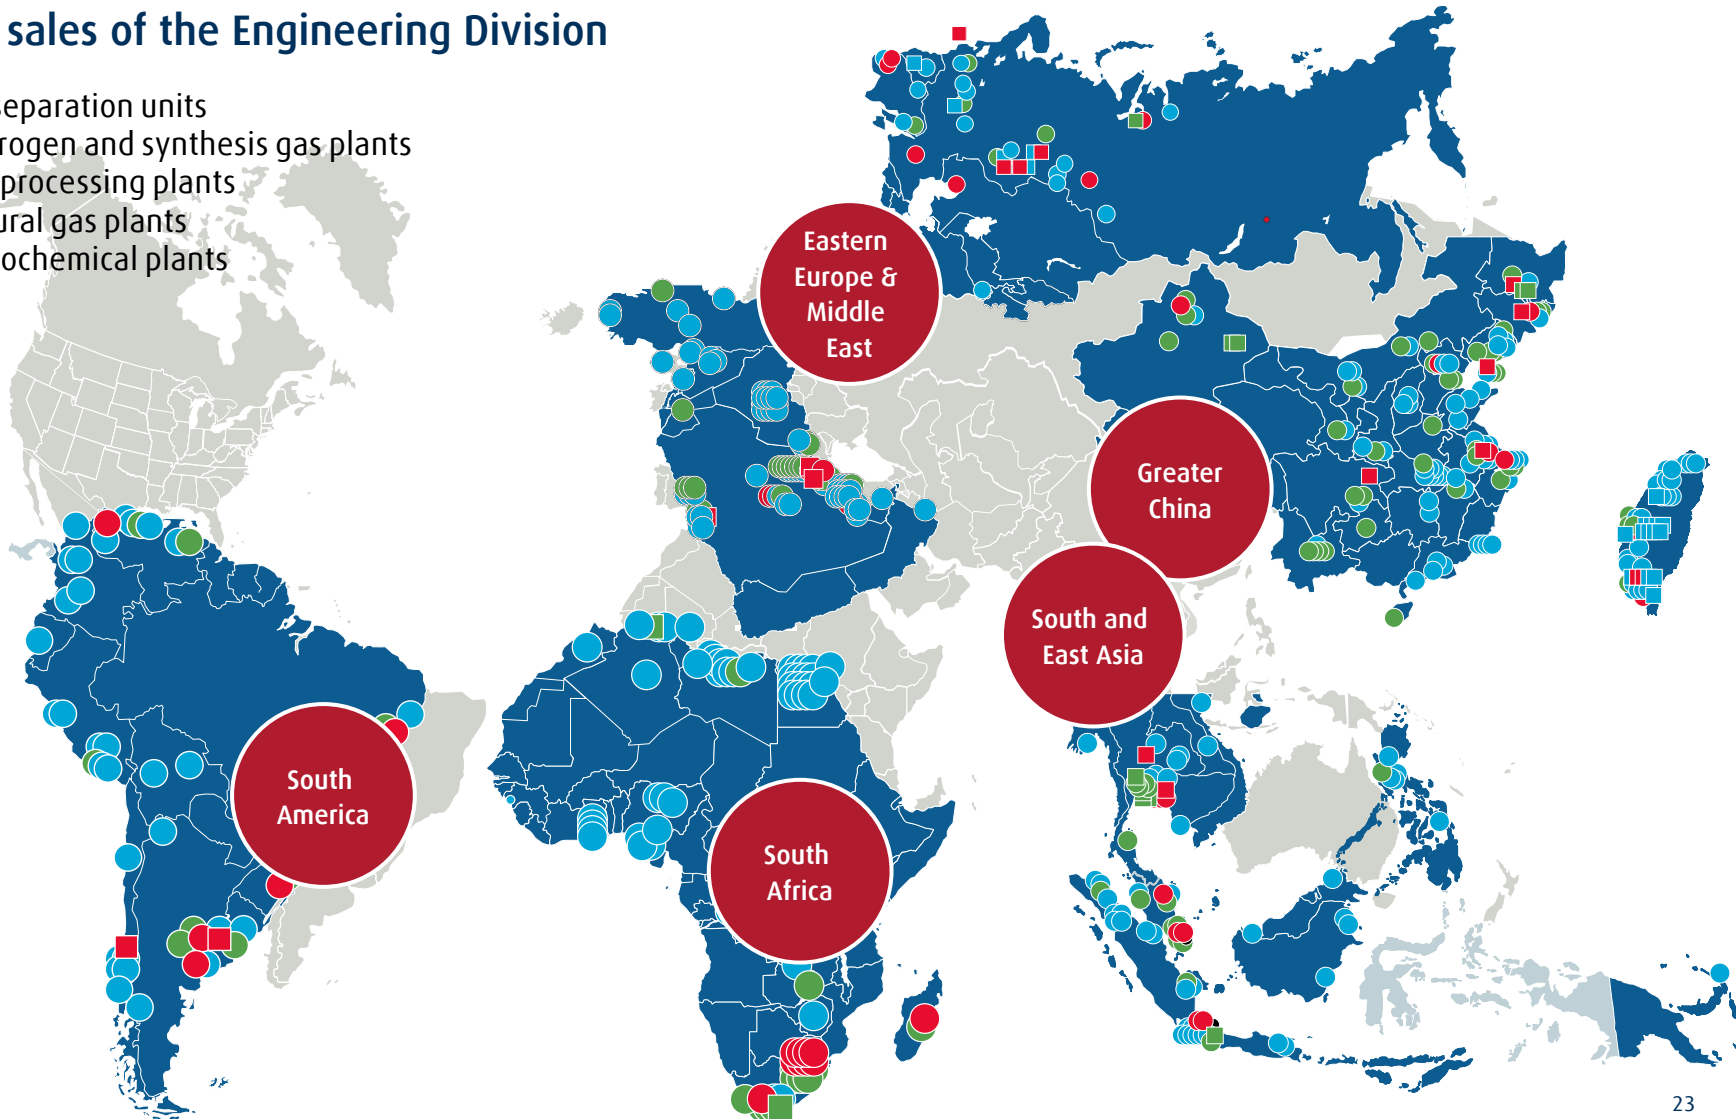 sales of the Engineering Division
separation units
rogen and synthesis gas plants
processing plants
ural gas plants
ochemical plants
Eastern
Europe &
Middle
East
Greater
China
South and
East Asia
South
America
South
Africa
23